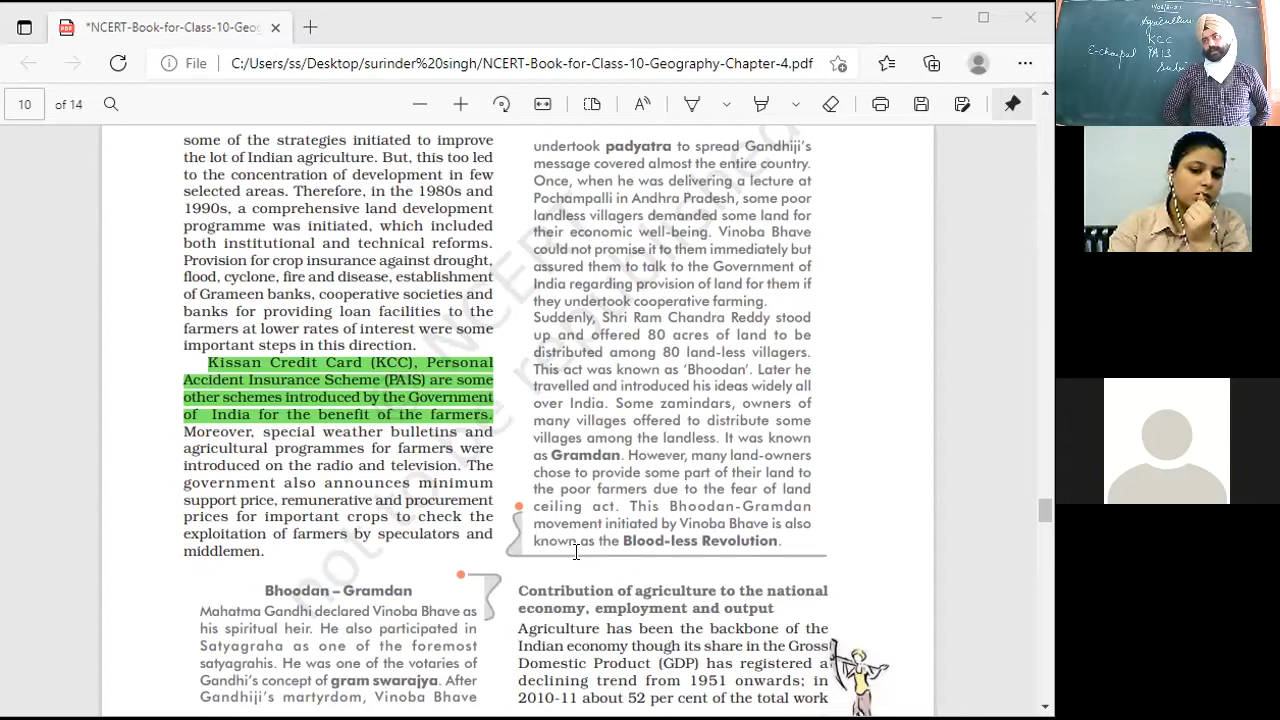 *NCERT-Book-for-Class-10-Geog
File
C:/Users/ss/Desktop/surinder%20singh/NCERT-Book-for-Class-10-Geography-Chapter-4.pdf
10 of 14
some of the strategies initiated to improve
the lot of Indian agriculture. But, this too led
to the concentration of development in few
selected areas. Therefore, in the 1980s and
1990s, a comprehensive land development
programme was initiated, which included
both institutional and technical reforms.
Provision for crop insurance against drought,
flood, cyclone, fire and disease, establishment
of Grameen banks, cooperative societies and
banks for providing loan facilities to the
farmers at lower rates of interest were some
important steps in this direction.
Kissan Credit Card (KCC), Personal
Accident Insurance Scheme (PAIS) are some
other schemes introduced by the Government
of India for the benefit of the farmers.
Moreover, special weather bulletins and
agricultural programmes for farmers were
introduced on the radio and television. The
government also announces minimum
support price, remunerative and procurement
prices for important crops to check the
exploitation of farmers by speculators and
middlemen.
Bhoodan – Gramdan
Mahatma Gandhi declared Vinoba Bhave as
his spiritual heir. He also participated in
Satyagraha as one of the foremost
satyagrahis. He was one of the votaries of
Gandhi's concept of gram swarajya. After
Gandhiji's martyrdom, Vinoba Bhave
undertook padyatra to spread Gandhiji's
message covered almost the entire country.
Once, when he was delivering a lecture at
Pochampalli in Andhra Pradesh, some poor
landless villagers demanded some land for
their economic well-being. Vinoba Bhave
could not promise it to them immediately but
assured them to talk to the Government of
India regarding provision of land for them if
they undertook cooperative farming.
Suddenly, Shri Ram Chandra Reddy stood
up and offered 80 acres of land to be
distributed among 80 land-less villagers.
This act was known as 'Bhoodan'. Later he
travelled and introduced his ideas widely all
over India. Some zamindars, owners of
many villages offered to distribute some
villages among the landless. It was known
as Gramdan. However, many land-owners
chose to provide some part of their land to
the poor farmers due to the fear of land
ceiling act. This Bhoodan-Gramdan
movement initiated by Vinoba Bhave is also
known as the Blood-less Revolution.
Contribution of agriculture to the national
economy, employment and output
Agriculture has been the backbone of the
Indian economy though its share in the Gross
Domestic Product (GDP) has registered a
declining trend from 1951 onwards; in
2010-11 about 52 per cent of the total work
not to be republished
NCERT
Agriculture
KCC
E-chaupal PAIS